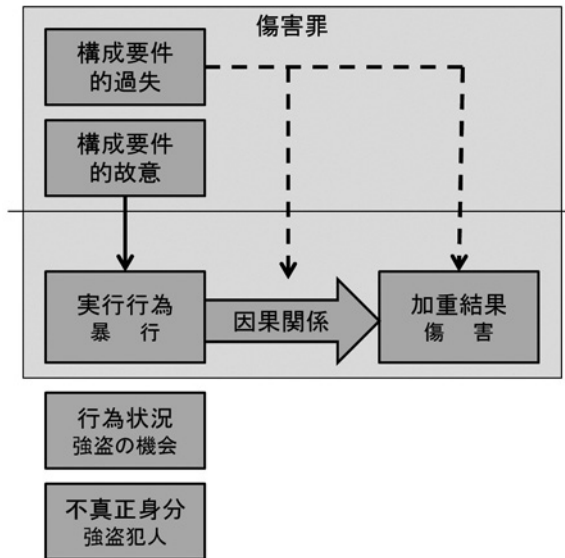 傷害罪
構成要件
的過失
構成要件
的故意
実行行為
暴　行
因果関係
加重結果
傷　害
行為状況
強盗の機会
不真正身分
強盗犯人